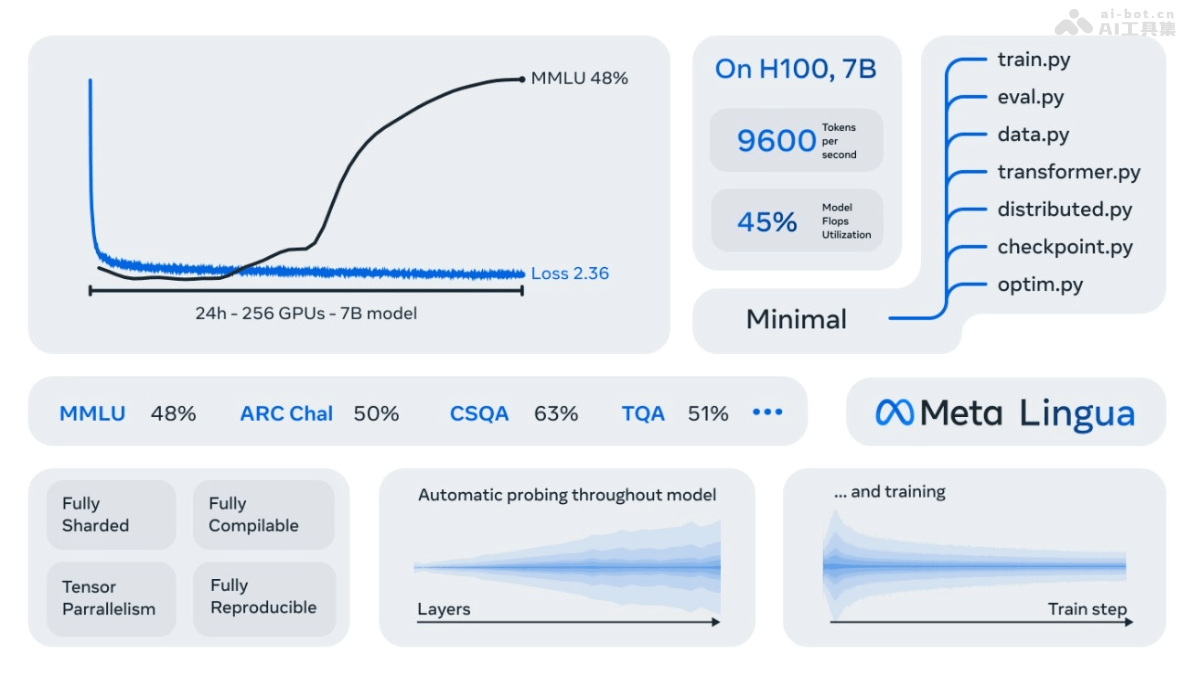 ai-bot.cn
AI工具集
MMLU 48%
Loss 2.36
24h - 256 GPUs - 7B model
On H100, 7B
9600
Tokens
per
second
45%
Model
Flops
Utilization
Minimal
train.py
eval.py
data.py
transformer.py
distributed.py
checkpoint.py
optim.py
MMLU 48% ARC Chal 50% CSQA 63% TQA 51% •••
Meta Lingua
Fully
Sharded
Fully
Compilable
Tensor
Parrallelism
Fully
Reproducible
Automatic probing throughout model
Layers
... and training
Train step